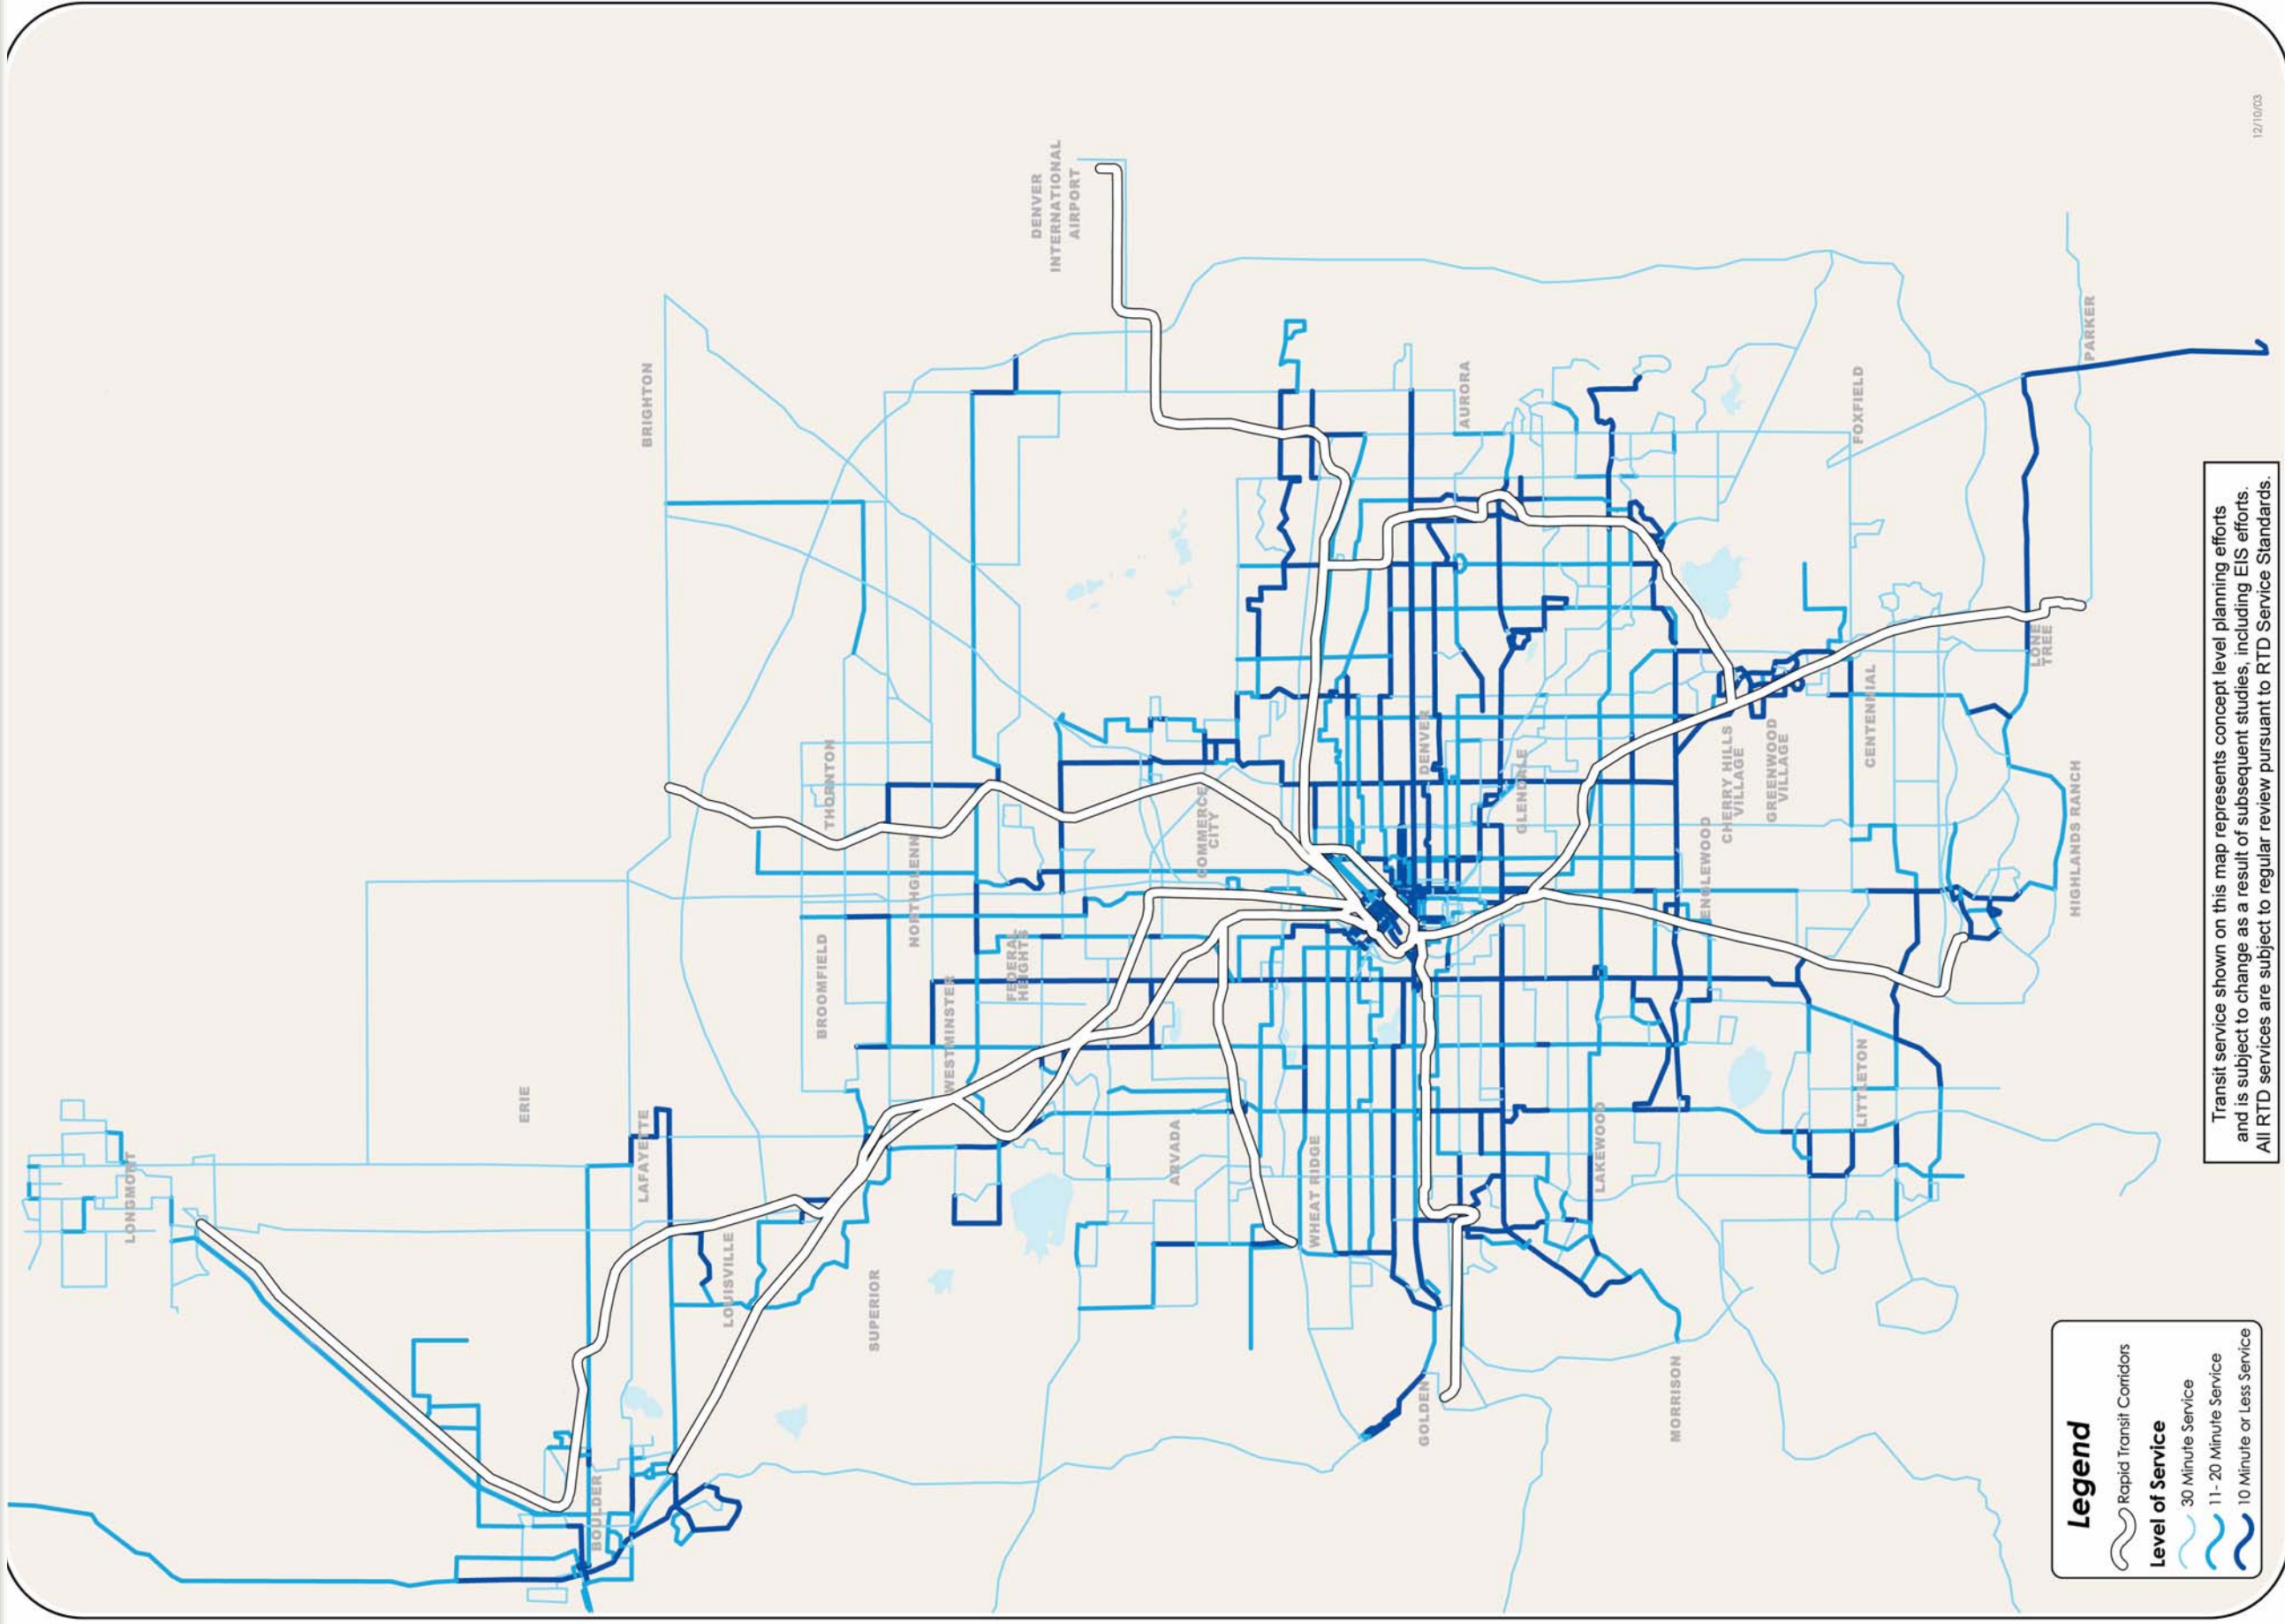 LONGMONT
ERIE
LAFAYETTE
LOUISVILLE
BOULDER
SUPERIOR
BRIGHTON
THORNTON
NORTHGLENN
BROOMFIELD
WESTMINSTER
FEDERAL
HEIGHTS
DENVER
INTERNATIONAL
AIRPORT
COMMERCE
CITY
ARVADA
WHEAT RIDGE
GOLDEN
AURORA
DENVER
GLENDALE
LAKEWOOD
MORRISON
ENGLEWOOD
CHERRY HILLS
VILLAGE
GREENWOOD
VILLAGE
FOXFIELD
CENTENNIAL
LITTLETON
LONE
TREE
PARKER
HIGHLANDS RANCH
12/10/03
Transit service shown on this map represents concept level planning efforts
and is subject to change as a result of subsequent studies, including EIS efforts.
All RTD services are subject to regular review pursuant to RTD Service Standards.
Legend
Rapid Transit Corridors
Level of Service
30 Minute Service
11- 20 Minute Service
10 Minute or Less Service